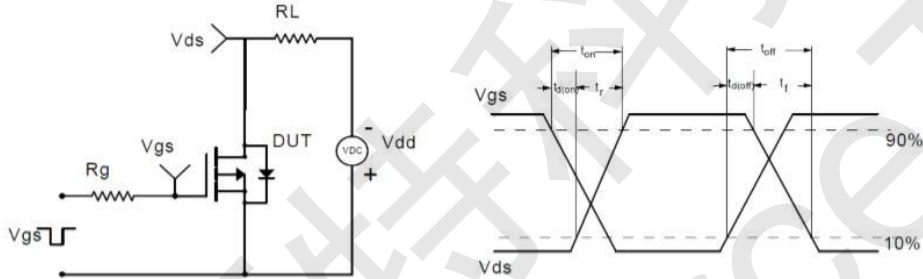 RL
Vds
Vgs
DUT
-
VDC
Vdd
+
Rg
Vgs
ton
toff
td(on)
tr
td(off)
tf
Vgs
90%
10%
Vds